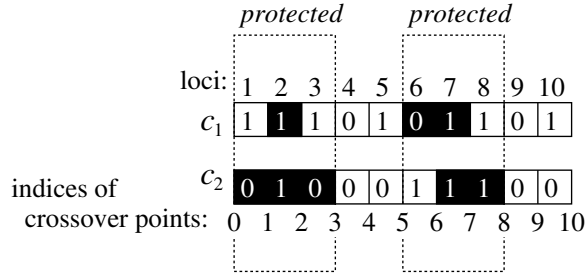 protected protected
loci: 1 2 3 4 5 6 7 8 9 10
c1 1 1 1 0 1 0 1 1 0 1
c2 0 1 0 0 0 1 1 1 0 0
indices of
crossover points: 0 1 2 3 4 5 6 7 8 9 10